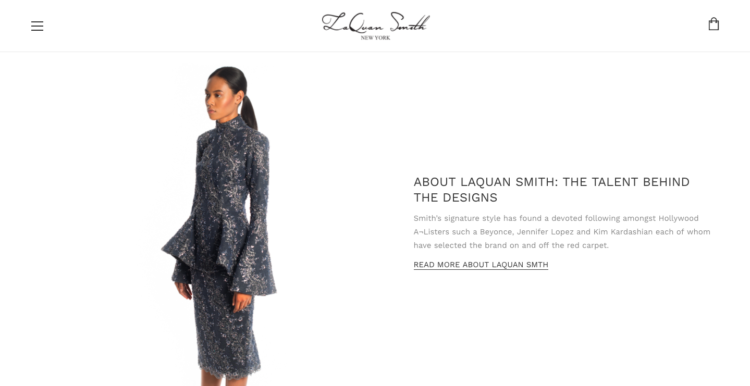 LaQuan Smith
NEW YORK
ABOUT LAQUAN SMITH: THE TALENT BEHIND
THE DESIGNS
Smith's signature style has found a devoted following amongst Hollywood
A¬Listers such a Beyonce, Jennifer Lopez and Kim Kardashian each of whom
have selected the brand on and off the red carpet.
READ MORE ABOUT LAQUAN SMTH